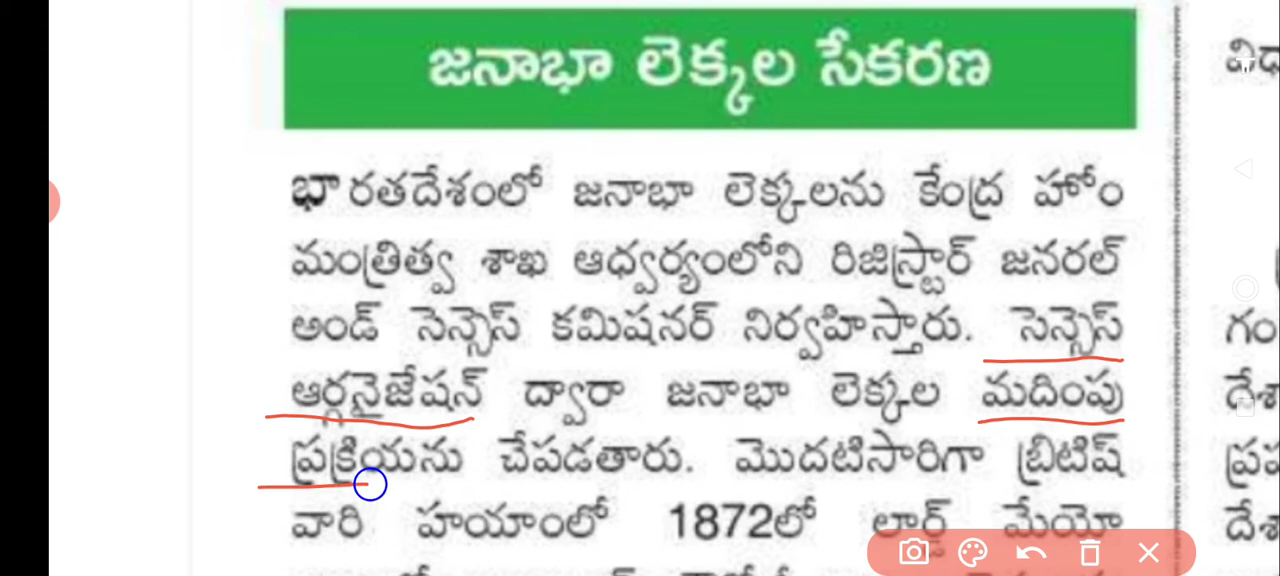 జనాభా లెక్కల సేకరణ
భారతదేశంలో జనాభా లెక్కలను కేంద్ర హోం
మంత్రిత్వ శాఖ ఆధ్వర్యంలోని రిజిస్ట్రార్ జనరల్
అండ్ సెన్సెస్ కమిషనర్ నిర్వహిస్తారు. సెన్సెస్
ఆర్గనైజేషన్ ద్వారా జనాభా లెక్కల మదింపు
ప్రక్రియను చేపడతారు. మొదటిసారిగా బ్రిటిష్
వారి హయాంలో 1872లో లార్డ్ మేయో